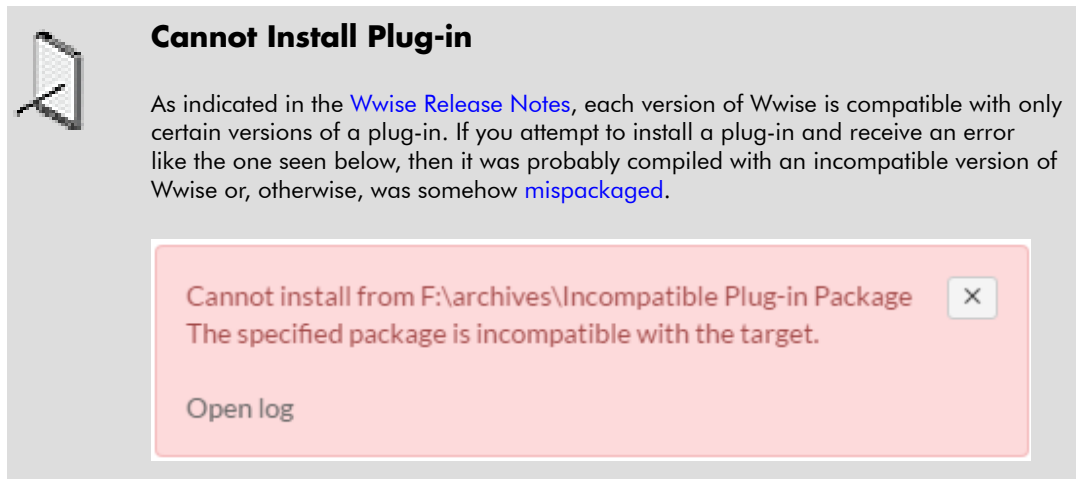 Cannot Install Plug-in
As indicated in the Wwise Release Notes, each version of Wwise is compatible with only
certain versions of a plug-in. If you attempt to install a plug-in and receive an error
like the one seen below, then it was probably compiled with an incompatible version of
Wwise or, otherwise, was somehow mispackaged.
Cannot install from F:\archives\Incompatible Plug-in Package
The specified package is incompatible with the target.
Open log